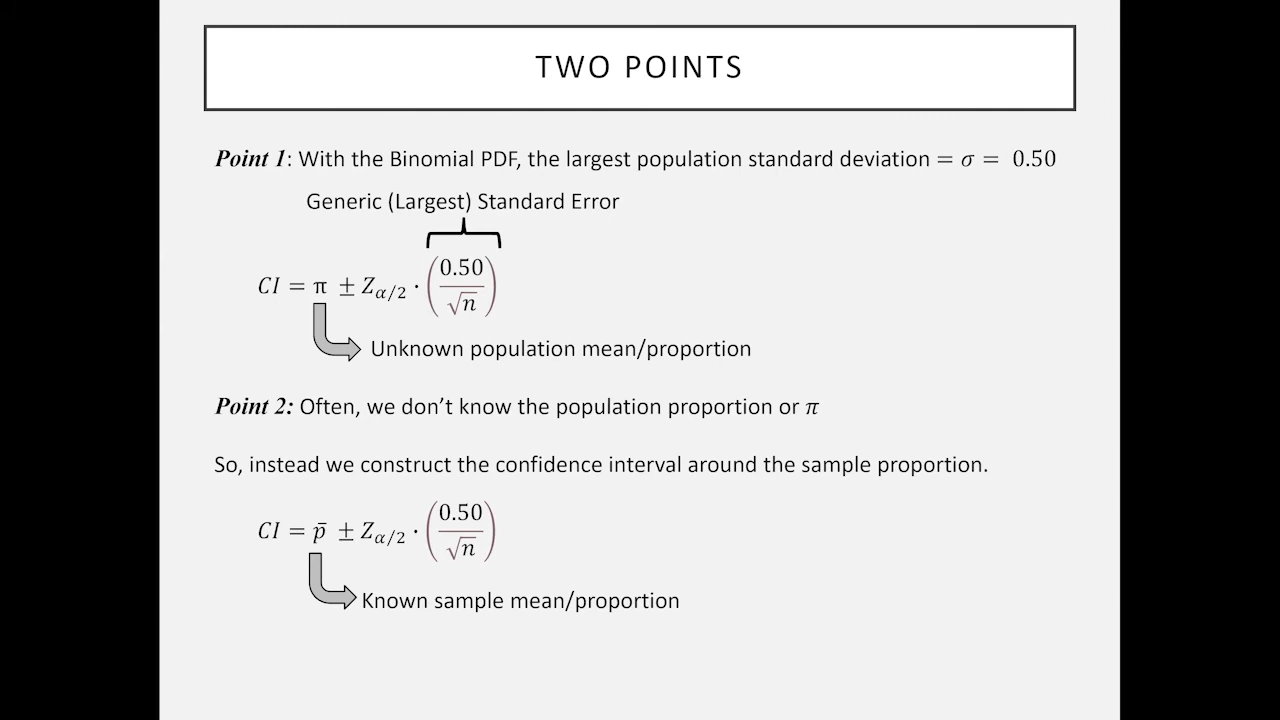 TWO POINTS
Point 1: With the Binomial PDF, the largest population standard deviation = σ = 0.50
Generic (Largest) Standard Error
CI = π ± Z_{α/2} · (0.50/√n)
Unknown population mean/proportion
Point 2: Often, we don’t know the population proportion or π
So, instead we construct the confidence interval around the sample proportion.
CI = p̄ ± Z_{α/2} · (0.50/√n)
Known sample mean/proportion